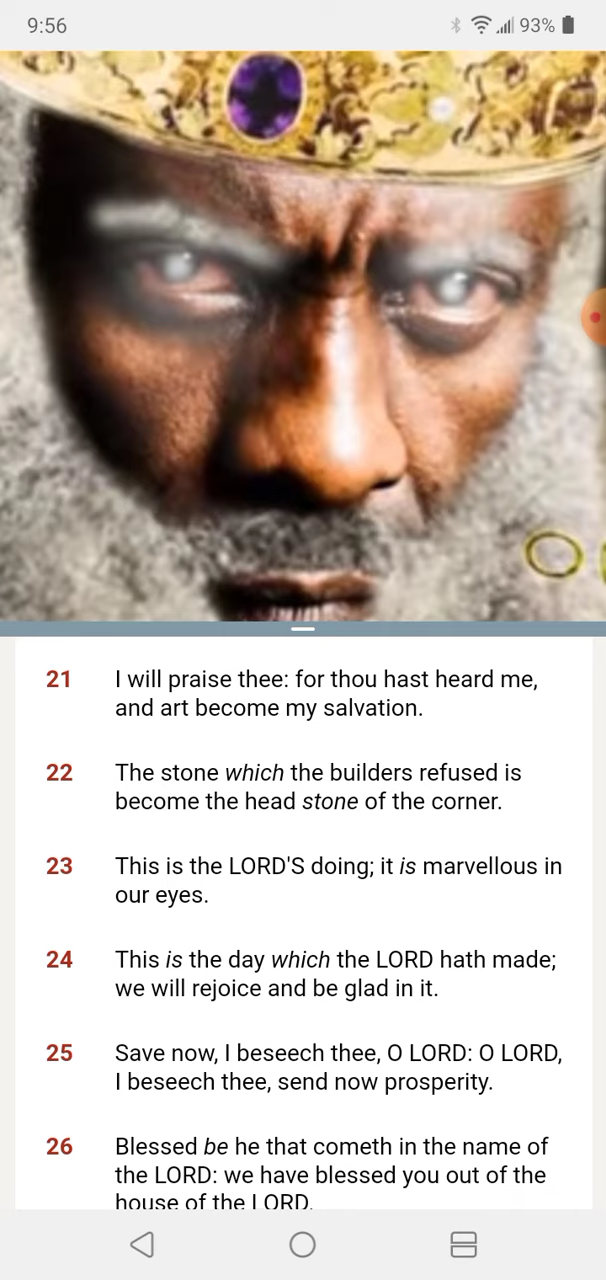 9:56 93%
21 I will praise thee: for thou hast heard me,
and art become my salvation.
22 The stone which the builders refused is
become the head stone of the corner.
23 This is the LORD'S doing; it is marvellous in
our eyes.
24 This is the day which the LORD hath made;
we will rejoice and be glad in it.
25 Save now, I beseech thee, O LORD: O LORD,
I beseech thee, send now prosperity.
26 Blessed be he that cometh in the name of
the LORD: we have blessed you out of the
house of the LORD.